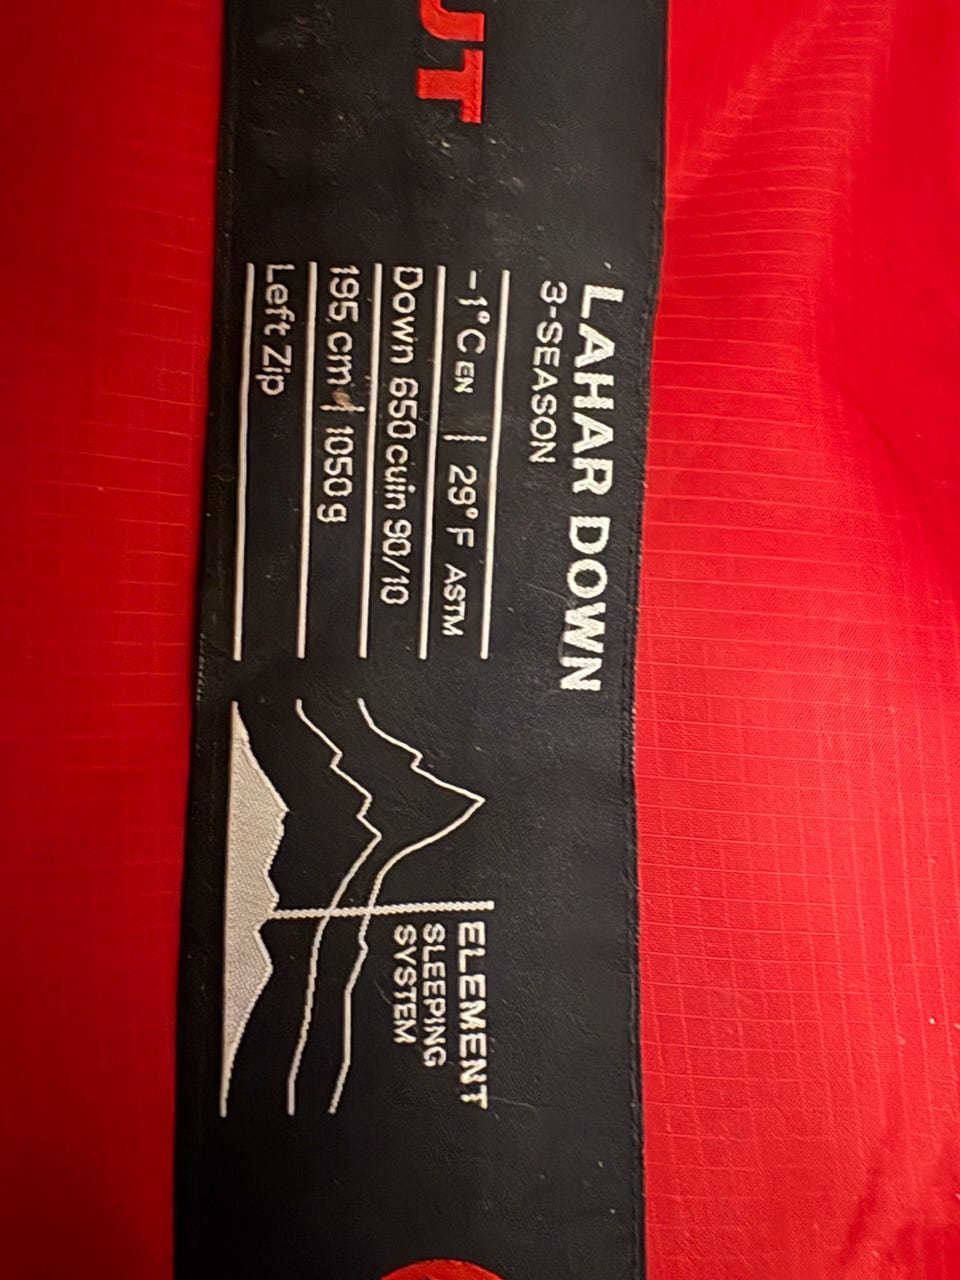 UT
LAHAR DOWN
3-SEASON
-1°C EN | 29°F ASTM
Down 650 cuin 90/10
195 cm | 1050 g
Left Zip
ELEMENT
SLEEPING
SYSTEM